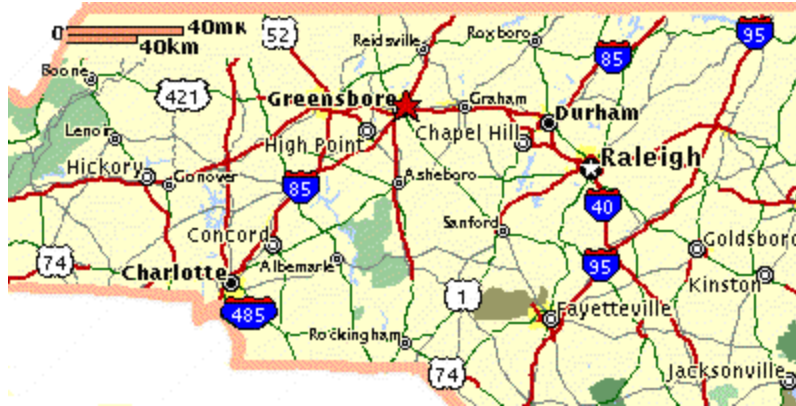 0 40mi
40km
52
Reidsville
Roxboro
95
85
Boone
421
Greensboro
Graham
Durham
Lenoir
High Point
Chapel Hill
Raleigh
Hickory
Conover
85
Asheboro
40
Concord
Sanford
Goldsboro
74
Charlotte
Albemarle
95
Kinston
485
1
Fayetteville
Rockingham
74
Jacksonville